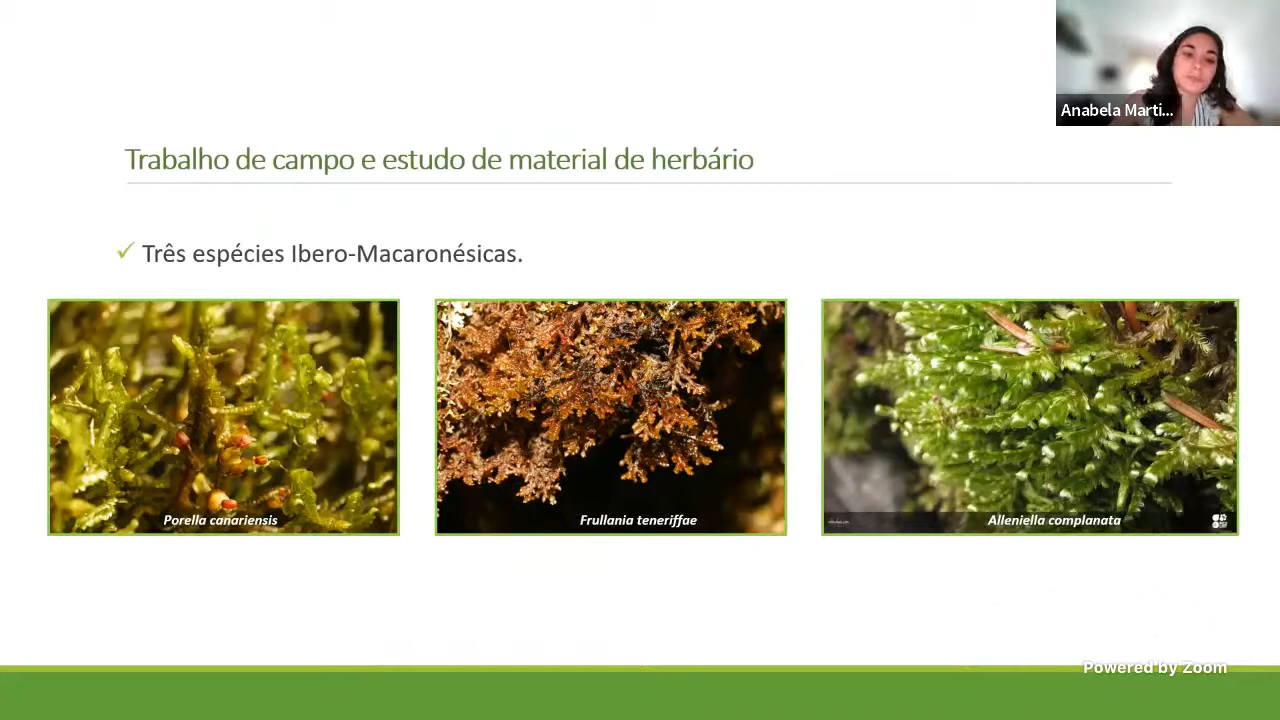 Anabela Marti...
Trabalho de campo e estudo de material de herbário
✓ Três espécies Ibero-Macaronésicas.
Porella canariensis
Frullania teneriffae
Alleniella complanata
Powered by Zoom